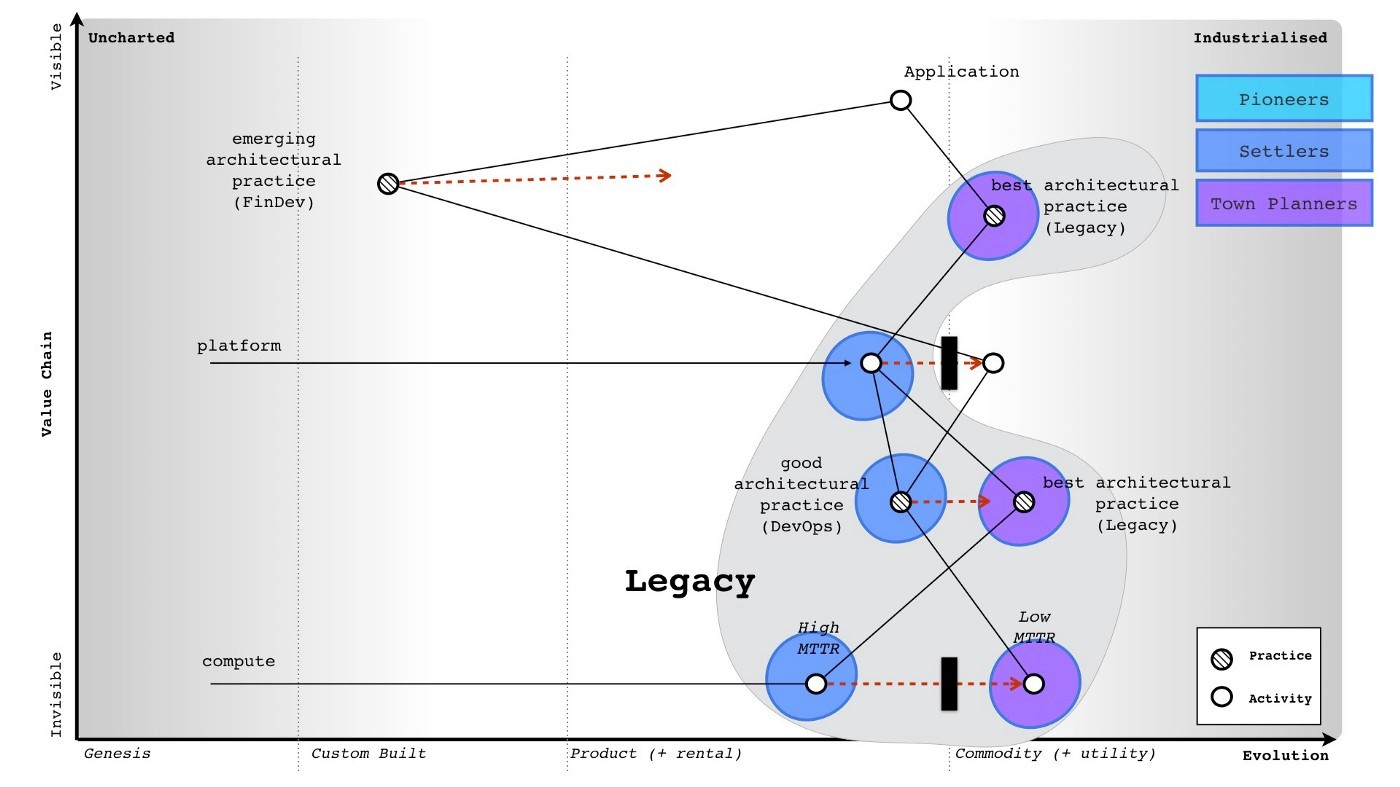 Visible
Uncharted
Industrialised
Application
Pioneers
emerging
architectural
practice
(FinDev)
Settlers
best architectural
practice
(Legacy)
Town Planners
platform
Value Chain
good
architectural
practice
(DevOps)
best architectural
practice
(Legacy)
Legacy
High
MTTR
Low
MTTR
compute
Invisible
Practice
Activity
Genesis
Custom Built
Product (+ rental)
Commodity (+ utility)
Evolution